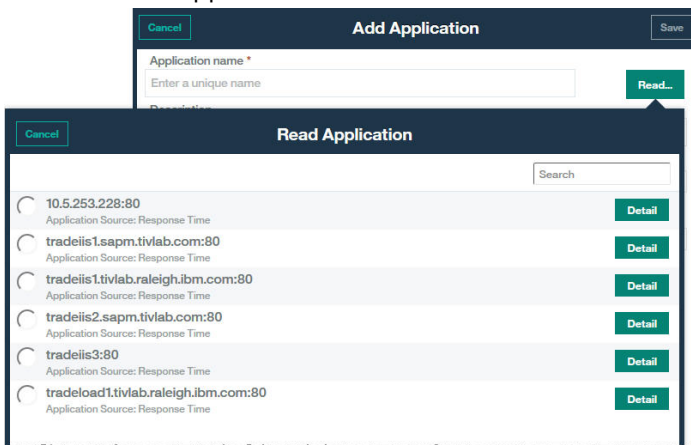 Cancel Add Application Save
Application name *
Enter a unique name Read...
Description
Cancel Read Application
Search
10.5.253.228:80
Application Source: Response Time Detail
tradeiis1.sapm.tivlab.com:80
Application Source: Response Time Detail
tradeiis1.tivlab.raleigh.ibm.com:80
Application Source: Response Time Detail
tradeiis2.sapm.tivlab.com:80
Application Source: Response Time Detail
tradeiis3:80
Application Source: Response Time Detail
tradeload1.tivlab.raleigh.ibm.com:80
Application Source: Response Time Detail